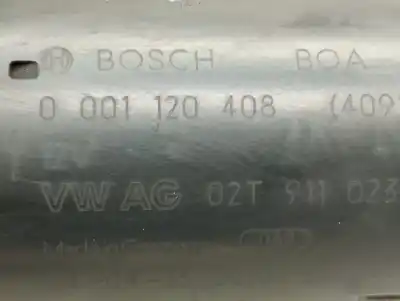 BOSCH BOA
0 001 120 408 (409
VW AG 02T 911 023